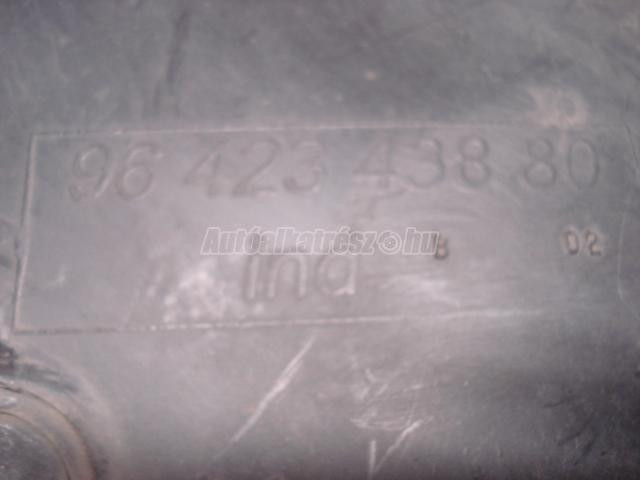 96 423 438 80
Autóalkatrész.hu
ind B 02